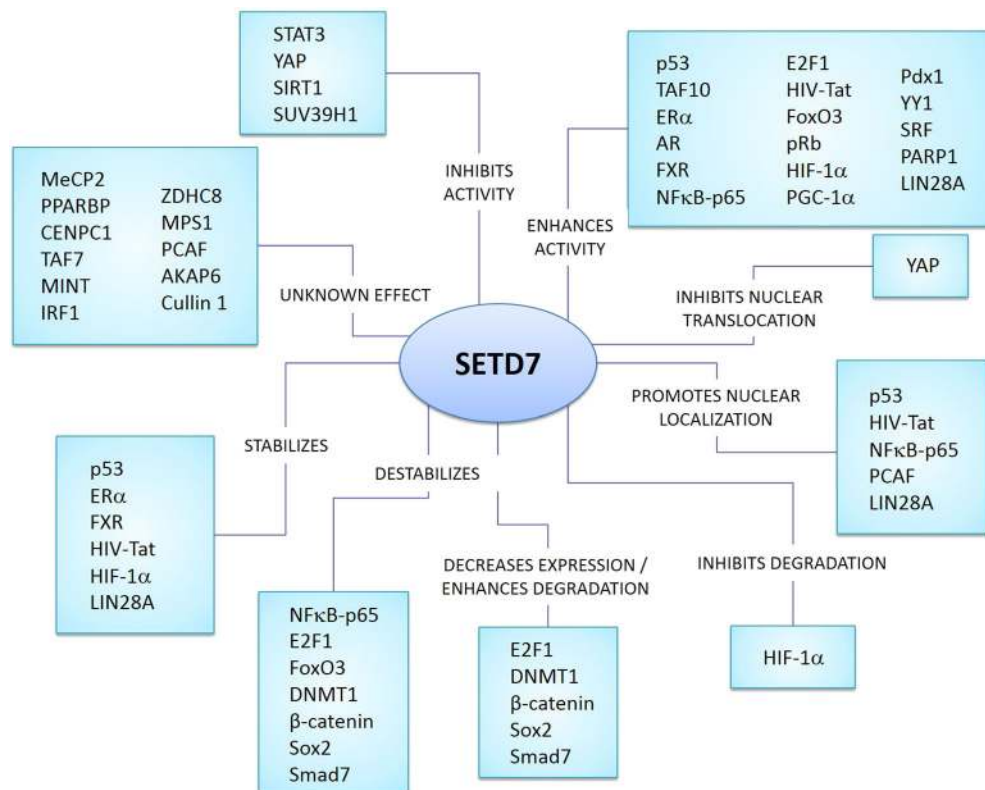 STAT3
YAP
SIRT1
SUV39H1
INHIBITS
ACTIVITY
p53
TAF10
ERα
AR
FXR
NFκB-p65
E2F1
HIV-Tat
FoxO3
pRb
HIF-1α
PGC-1α
Pdx1
YY1
SRF
PARP1
LIN28A
ENHANCES
ACTIVITY
MeCP2
PPARBP
CENPC1
TAF7
MINT
IRF1
ZDHC8
MPS1
PCAF
AKAP6
Cullin 1
UNKNOWN EFFECT
YAP
INHIBITS NUCLEAR
TRANSLOCATION
SETD7
PROMOTES NUCLEAR
LOCALIZATION
p53
HIV-Tat
NFκB-p65
PCAF
LIN28A
STABILIZES
p53
ERα
FXR
HIV-Tat
HIF-1α
LIN28A
DESTABILIZES
NFκB-p65
E2F1
FoxO3
DNMT1
β-catenin
Sox2
Smad7
DECREASES EXPRESSION /
ENHANCES DEGRADATION
E2F1
DNMT1
β-catenin
Sox2
Smad7
INHIBITS DEGRADATION
HIF-1α